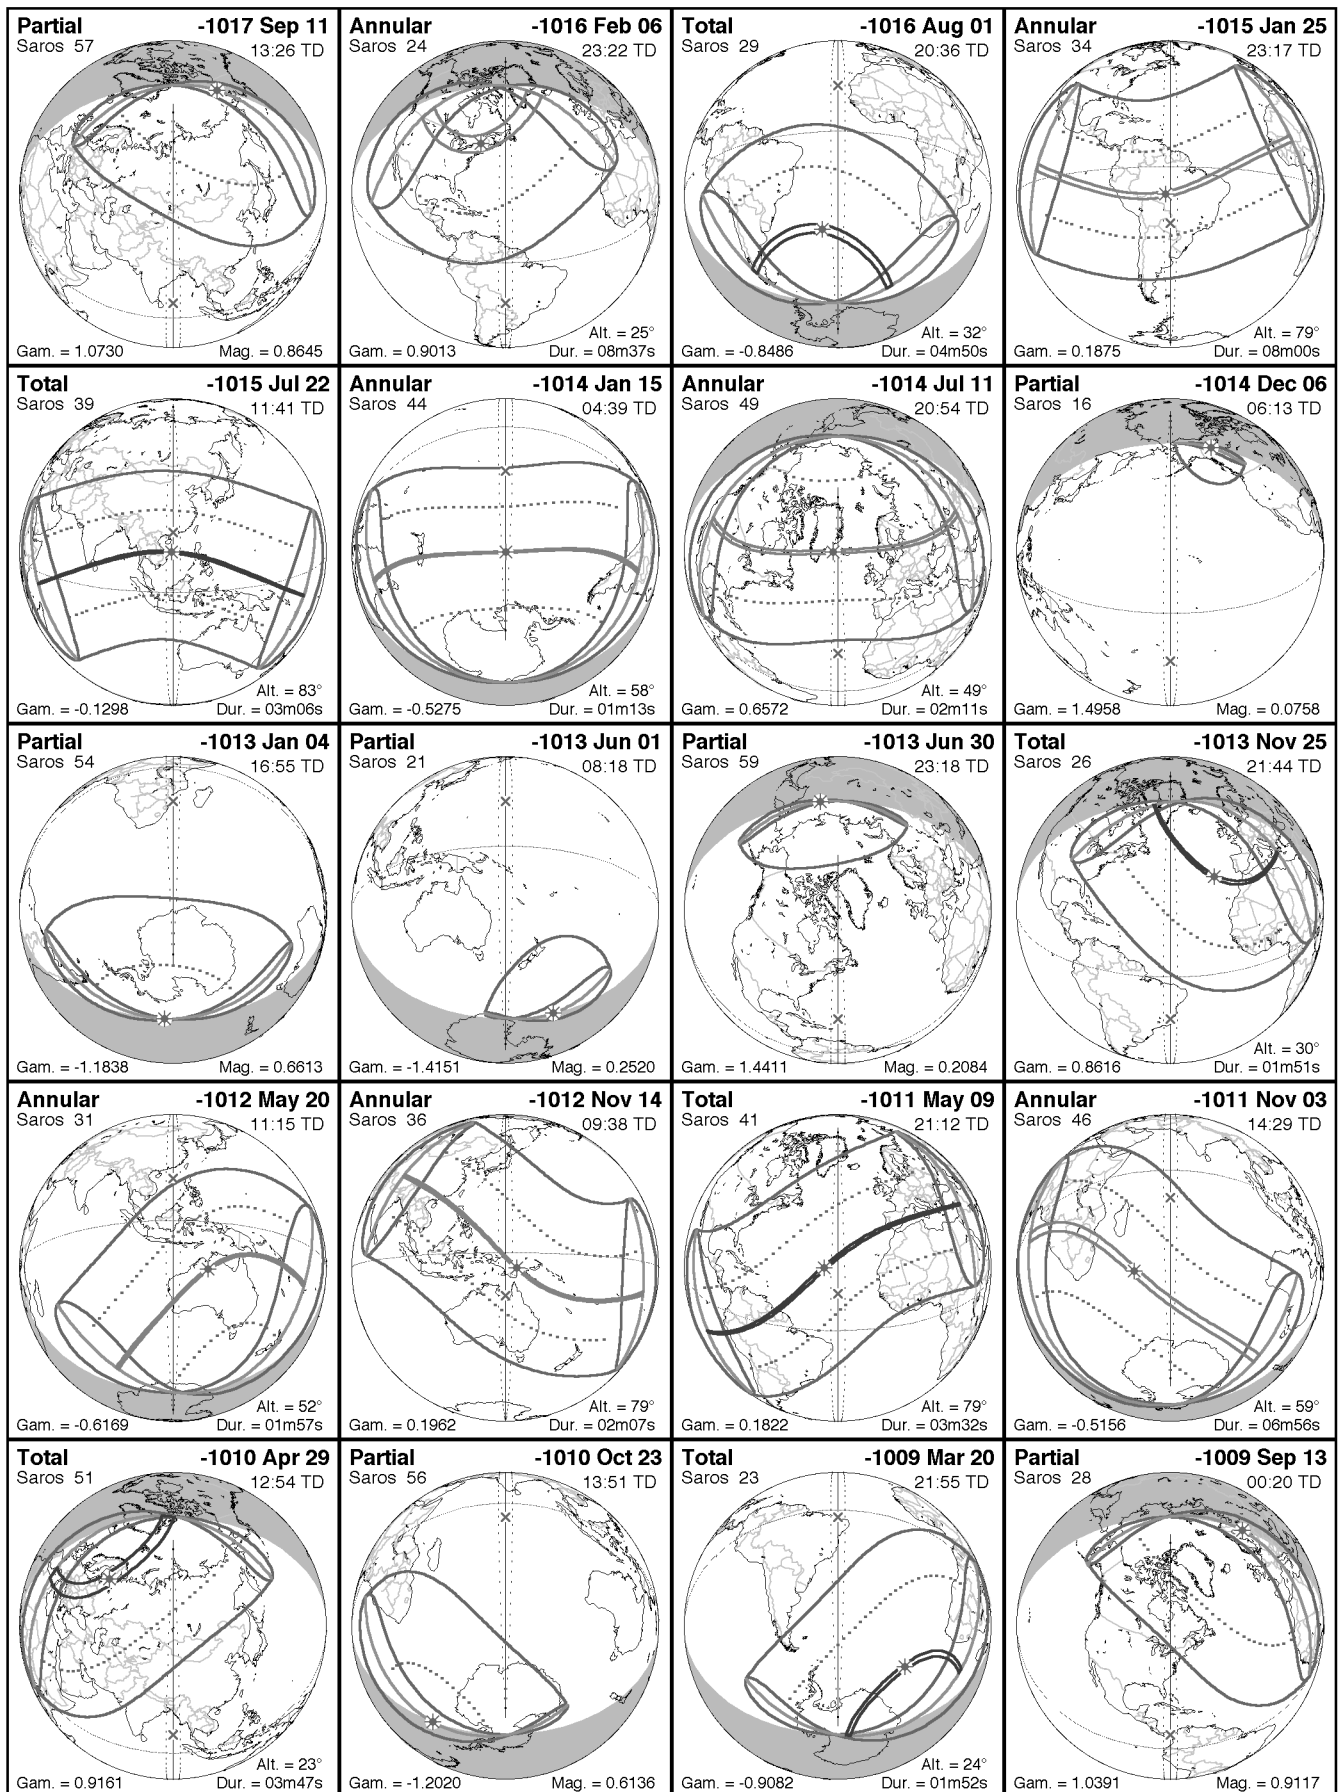 Partial -1017 Sep 11
Saros 57 13:26 TD
Gam. = 1.0730 Mag. = 0.8645
Annular -1016 Feb 06
Saros 24 23:22 TD
Alt. = 25°
Gam. = 0.9013 Dur. = 08m37s
Total -1016 Aug 01
Saros 29 20:36 TD
Alt. = 32°
Gam. = -0.8486 Dur. = 04m50s
Annular -1015 Jan 25
Saros 34 23:17 TD
Alt. = 79°
Gam. = 0.1875 Dur. = 08m00s
Total -1015 Jul 22
Saros 39 11:41 TD
Alt. = 83°
Gam. = -0.1298 Dur. = 03m06s
Annular -1014 Jan 15
Saros 44 04:39 TD
Alt. = 58°
Gam. = -0.5275 Dur. = 01m13s
Annular -1014 Jul 11
Saros 49 20:54 TD
Alt. = 49°
Gam. = 0.6572 Dur. = 02m11s
Partial -1014 Dec 06
Saros 16 06:13 TD
Gam. = 1.4958 Mag. = 0.0758
Partial -1013 Jan 04
Saros 54 16:55 TD
Gam. = -1.1838 Mag. = 0.6613
Partial -1013 Jun 01
Saros 21 08:18 TD
Gam. = -1.4151 Mag. = 0.2520
Partial -1013 Jun 30
Saros 59 23:18 TD
Gam. = 1.4411 Mag. = 0.2084
Total -1013 Nov 25
Saros 26 21:44 TD
Alt. = 30°
Gam. = 0.8616 Dur. = 01m51s
Annular -1012 May 20
Saros 31 11:15 TD
Alt. = 52°
Gam. = -0.6169 Dur. = 01m57s
Annular -1012 Nov 14
Saros 36 09:38 TD
Alt. = 79°
Gam. = 0.1962 Dur. = 02m07s
Total -1011 May 09
Saros 41 21:12 TD
Alt. = 79°
Gam. = 0.1822 Dur. = 03m32s
Annular -1011 Nov 03
Saros 46 14:29 TD
Alt. = 59°
Gam. = -0.5156 Dur. = 06m56s
Total -1010 Apr 29
Saros 51 12:54 TD
Alt. = 23°
Gam. = 0.9161 Dur. = 03m47s
Partial -1010 Oct 23
Saros 56 13:51 TD
Gam. = -1.2020 Mag. = 0.6136
Total -1009 Mar 20
Saros 23 21:55 TD
Alt. = 24°
Gam. = -0.9082 Dur. = 01m52s
Partial -1009 Sep 13
Saros 28 00:20 TD
Gam. = 1.0391 Mag. = 0.9117